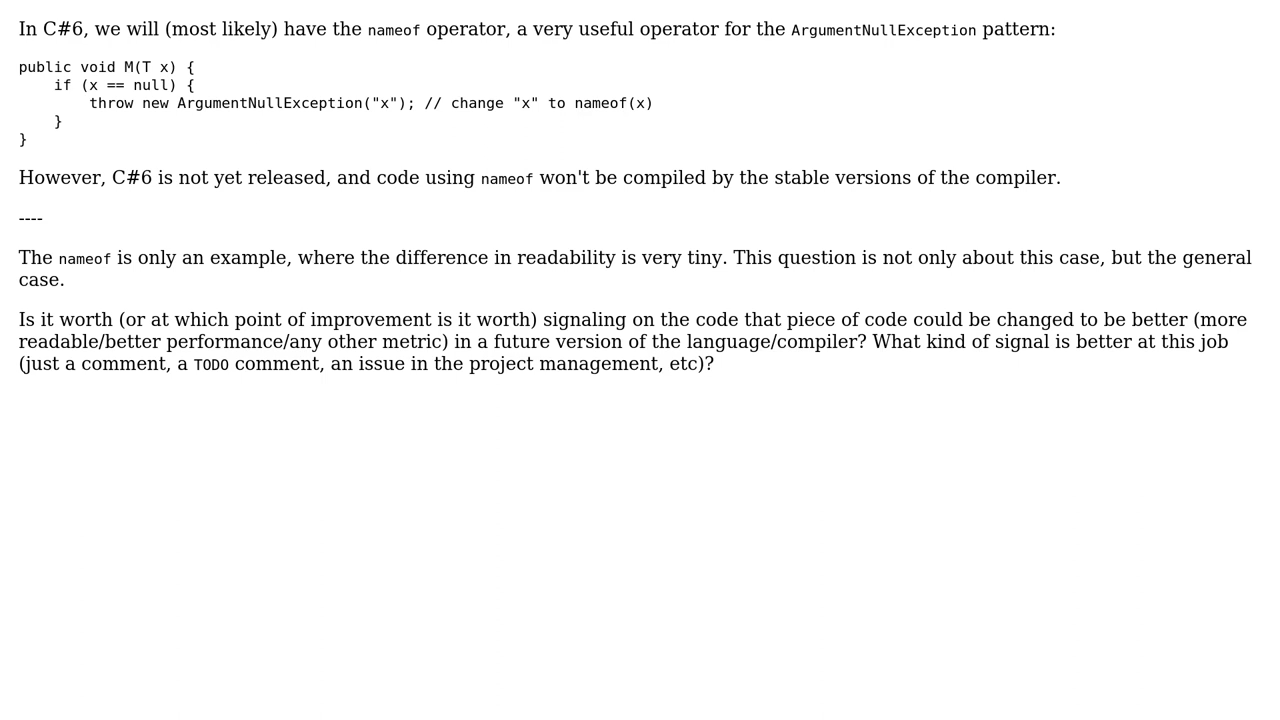 In C#6, we will (most likely) have the nameof operator, a very useful operator for the ArgumentNullException pattern:
public void M(T x) {
    if (x == null) {
        throw new ArgumentNullException("x"); // change "x" to nameof(x)
    }
}
However, C#6 is not yet released, and code using nameof won't be compiled by the stable versions of the compiler.
----
The nameof is only an example, where the difference in readability is very tiny. This question is not only about this case, but the general
case.
Is it worth (or at which point of improvement is it worth) signaling on the code that piece of code could be changed to be better (more
readable/better performance/any other metric) in a future version of the language/compiler? What kind of signal is better at this job
(just a comment, a TODO comment, an issue in the project management, etc)?